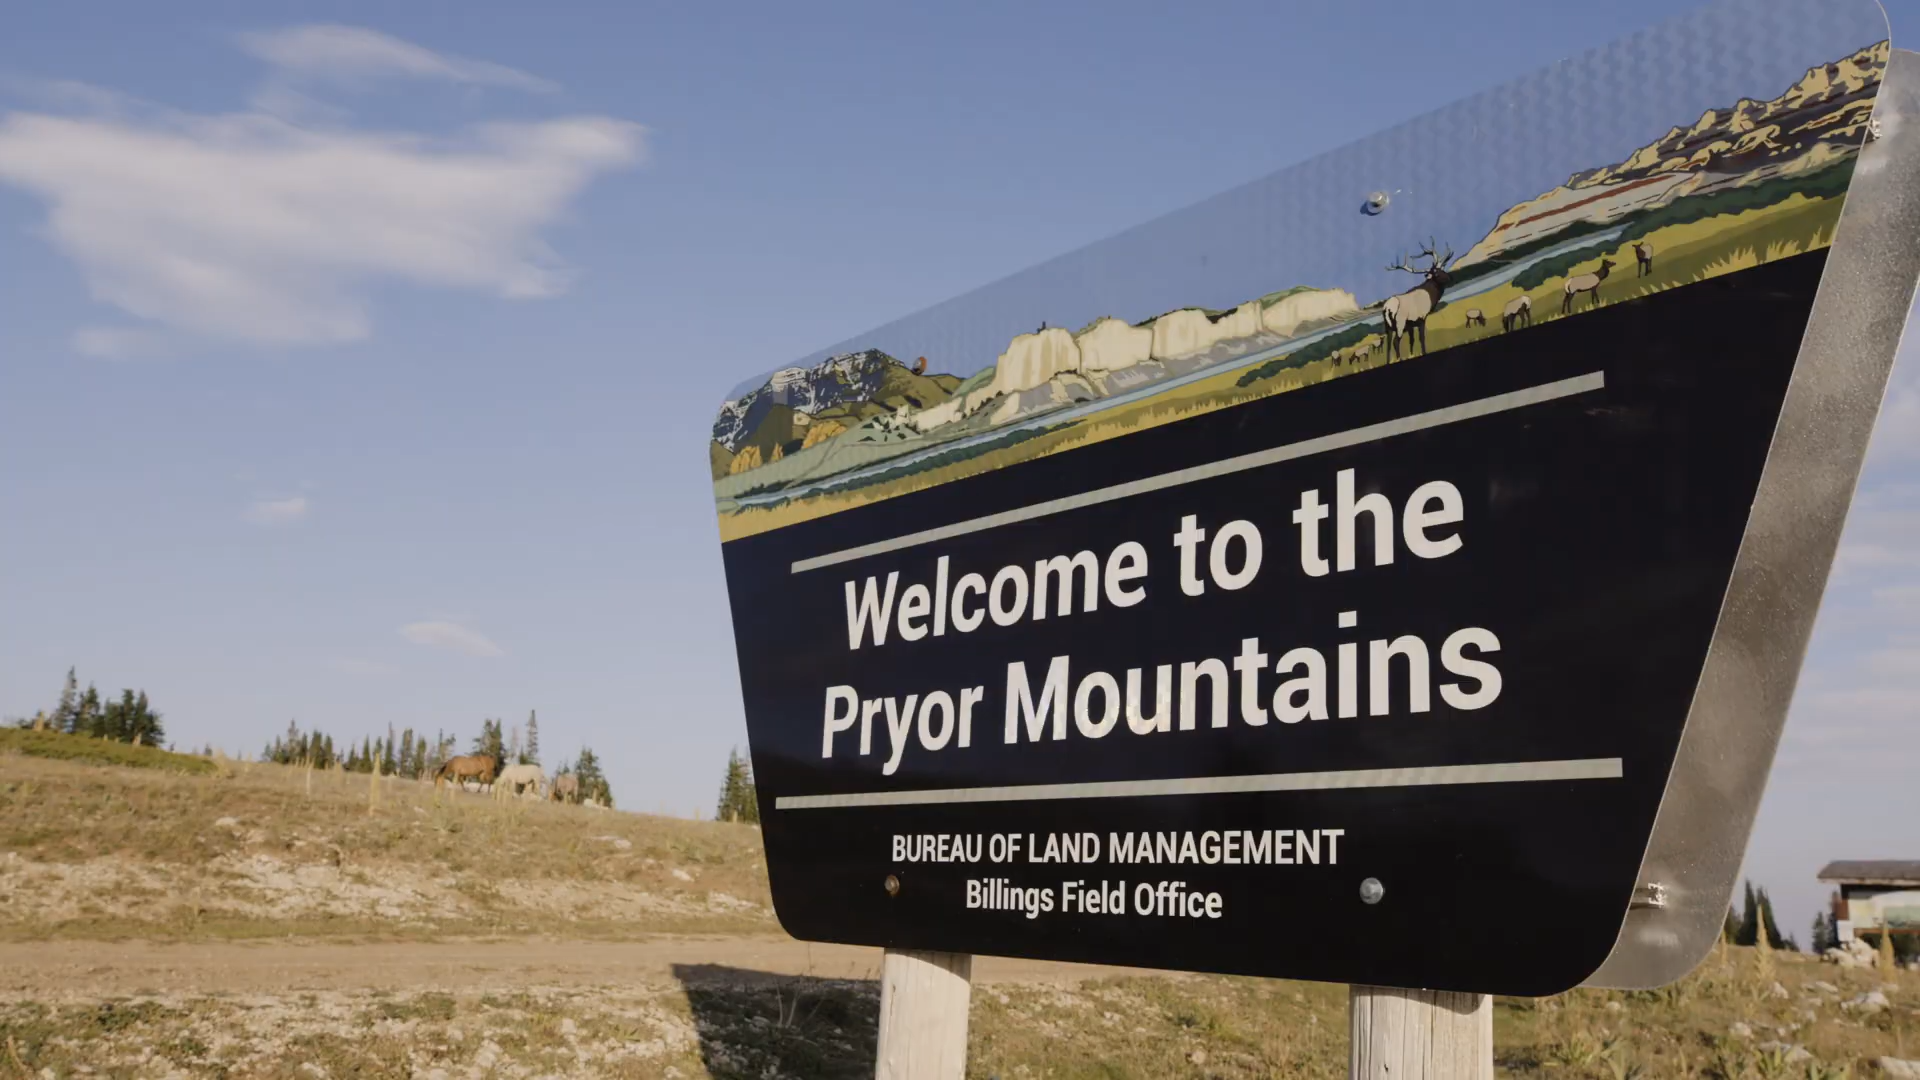 Welcome to the
Pryor Mountains
BUREAU OF LAND MANAGEMENT
Billings Field Office